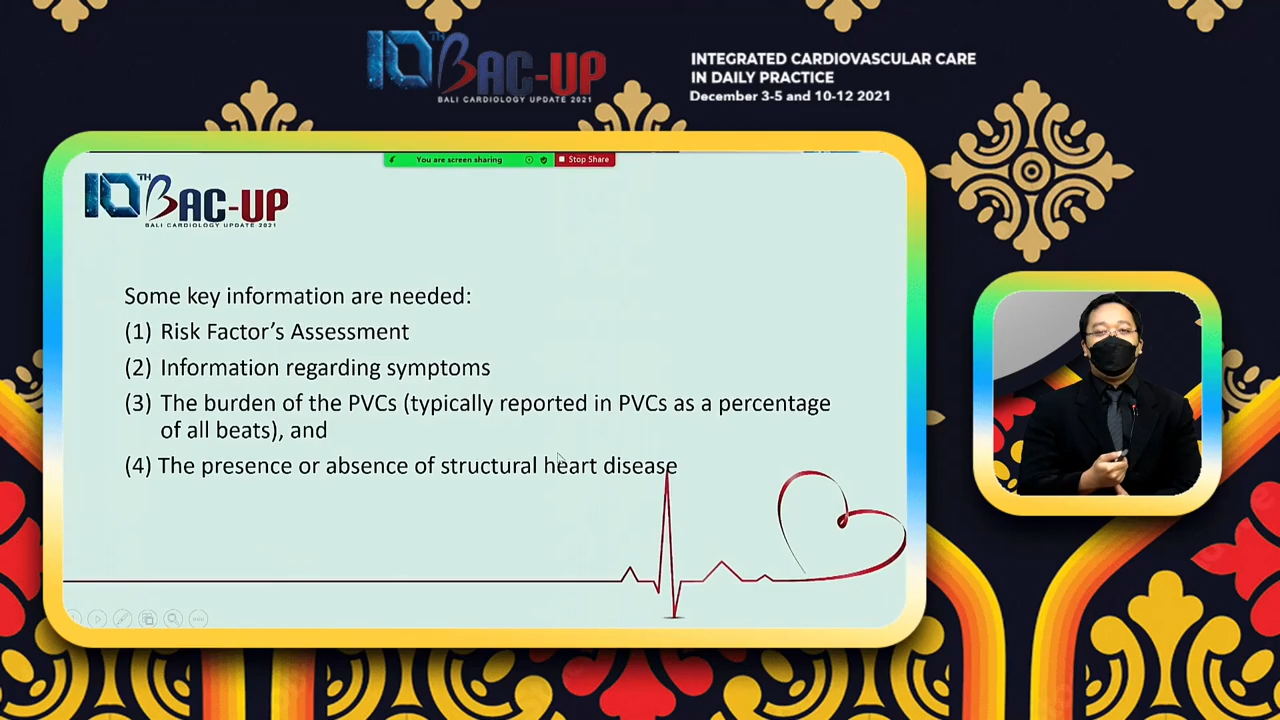 10TH BAC-UP
BALI CARDIOLOGY UPDATE 2021
INTEGRATED CARDIOVASCULAR CARE
IN DAILY PRACTICE
December 3-5 and 10-12 2021
You are screen sharing
Stop Share
10TH BAC-UP
BALI CARDIOLOGY UPDATE 2021
Some key information are needed:
(1) Risk Factor’s Assessment
(2) Information regarding symptoms
(3) The burden of the PVCs (typically reported in PVCs as a percentage
of all beats), and
(4) The presence or absence of structural heart disease